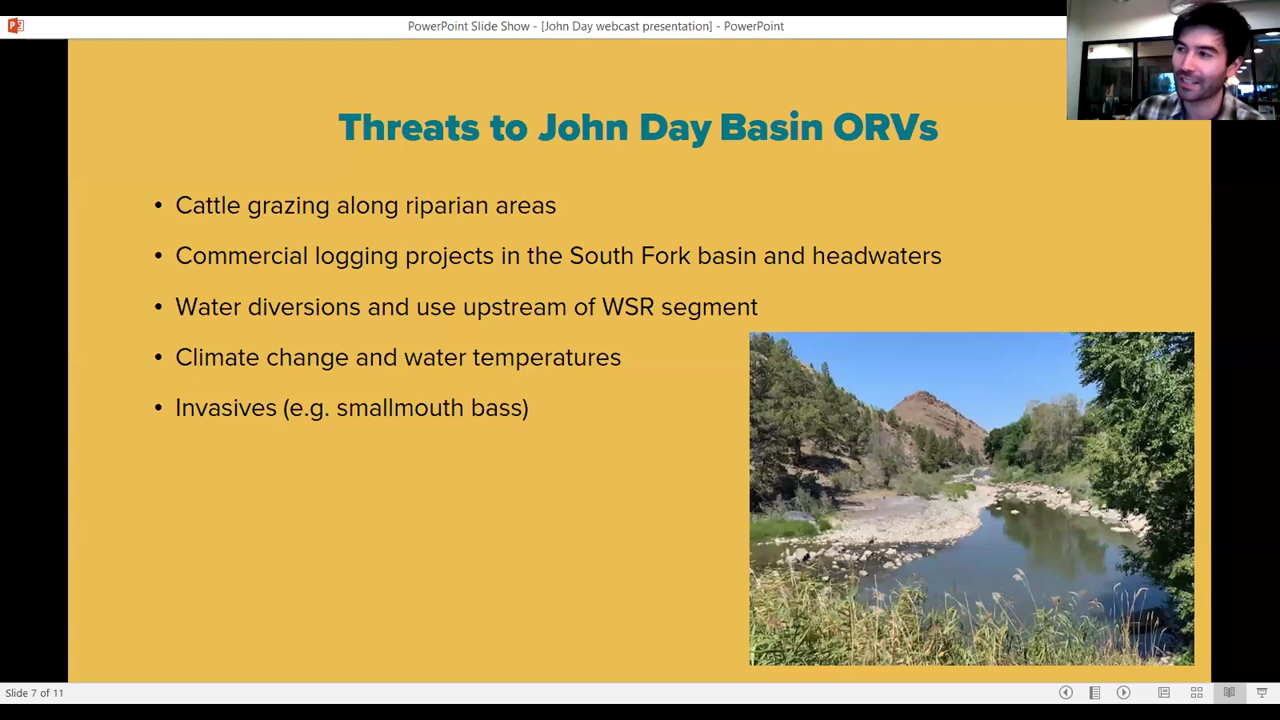 PowerPoint Slide Show - [John Day webcast presentation] - PowerPoint
Threats to John Day Basin ORVs
• Cattle grazing along riparian areas
• Commercial logging projects in the South Fork basin and headwaters
• Water diversions and use upstream of WSR segment
• Climate change and water temperatures
• Invasives (e.g. smallmouth bass)
Slide 7 of 11